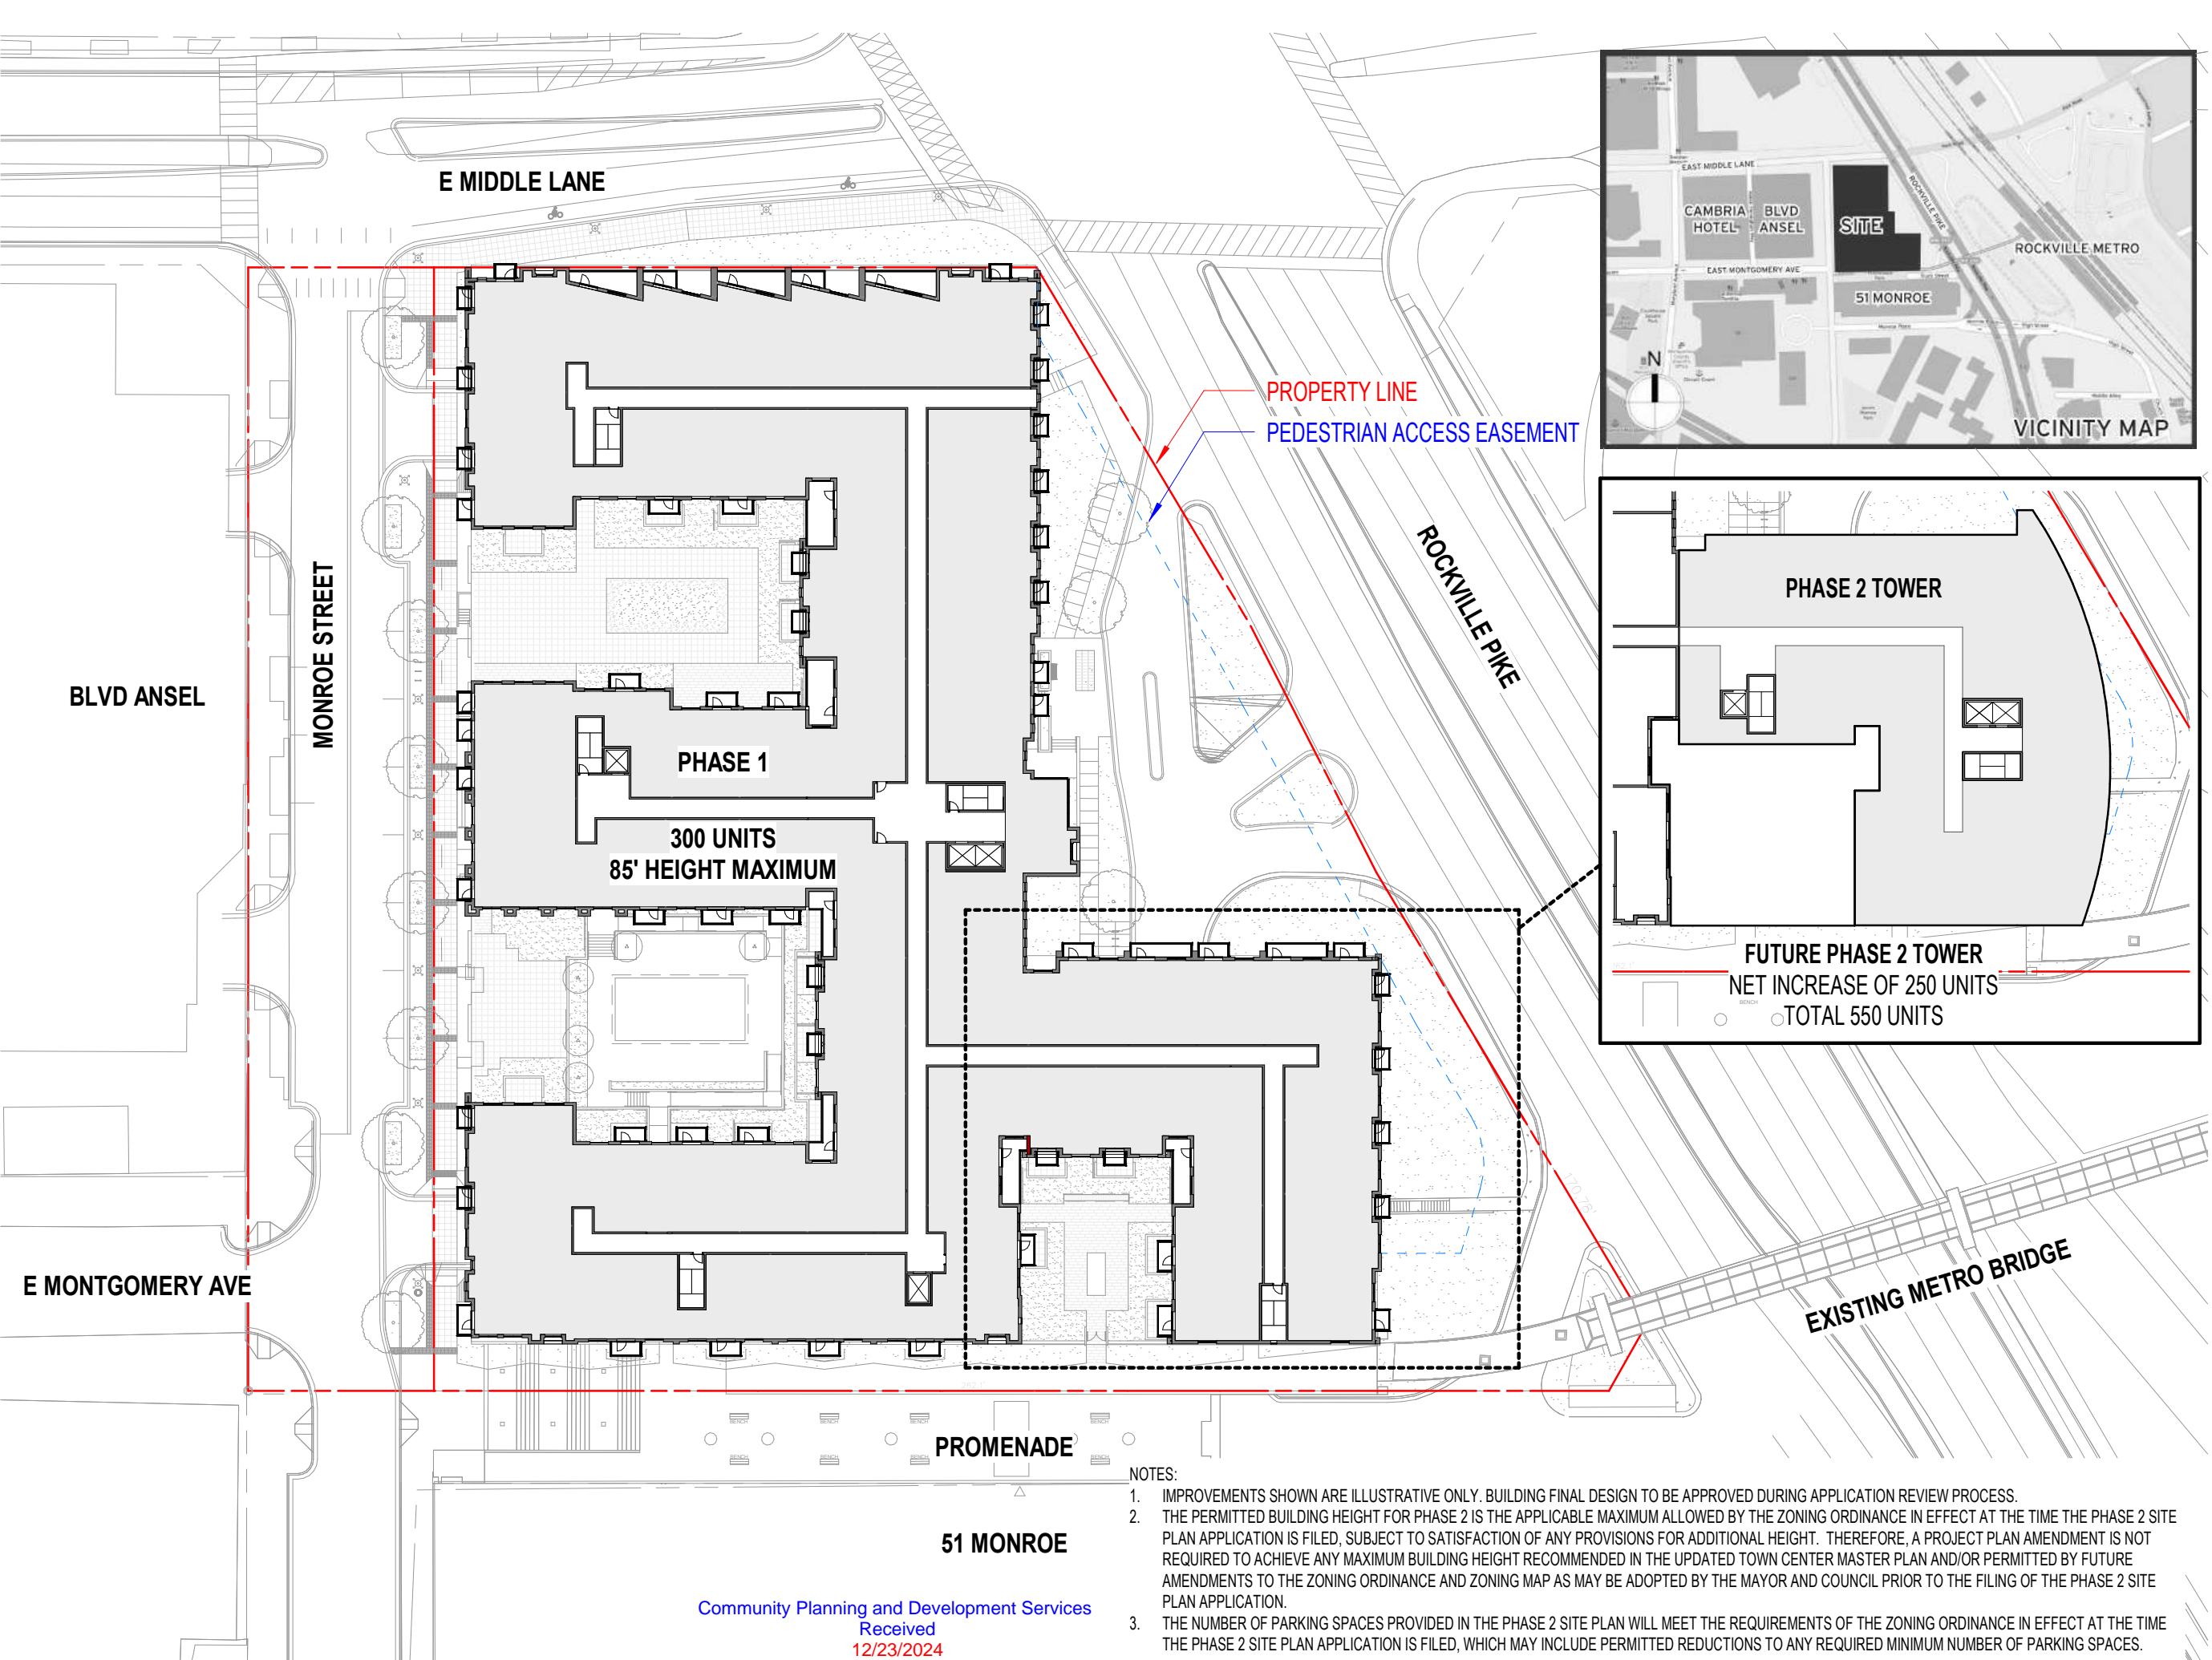 E MIDDLE LANE
EAST MIDDLE LANE
CAMBRIA
HOTEL
BLVD
ANSEL
SITE
ROCKVILLE PIKE
ROCKVILLE METRO
EAST MONTGOMERY AVE
51 MONROE
N
VICINITY MAP
PROPERTY LINE
PEDESTRIAN ACCESS EASEMENT
ROCKVILLE PIKE
MONROE STREET
BLVD ANSEL
PHASE 1
300 UNITS
85' HEIGHT MAXIMUM
PHASE 2 TOWER
FUTURE PHASE 2 TOWER
NET INCREASE OF 250 UNITS
BENCH
TOTAL 550 UNITS
E MONTGOMERY AVE
EXISTING METRO BRIDGE
BENCH
BENCH
BENCH
BENCH
PROMENADE
BENCH
BENCH
BENCH
BENCH
51 MONROE
NOTES:
1. IMPROVEMENTS SHOWN ARE ILLUSTRATIVE ONLY. BUILDING FINAL DESIGN TO BE APPROVED DURING APPLICATION REVIEW PROCESS.
2. THE PERMITTED BUILDING HEIGHT FOR PHASE 2 IS THE APPLICABLE MAXIMUM ALLOWED BY THE ZONING ORDINANCE IN EFFECT AT THE TIME THE PHASE 2 SITE
PLAN APPLICATION IS FILED, SUBJECT TO SATISFACTION OF ANY PROVISIONS FOR ADDITIONAL HEIGHT. THEREFORE, A PROJECT PLAN AMENDMENT IS NOT
REQUIRED TO ACHIEVE ANY MAXIMUM BUILDING HEIGHT RECOMMENDED IN THE UPDATED TOWN CENTER MASTER PLAN AND/OR PERMITTED BY FUTURE
AMENDMENTS TO THE ZONING ORDINANCE AND ZONING MAP AS MAY BE ADOPTED BY THE MAYOR AND COUNCIL PRIOR TO THE FILING OF THE PHASE 2 SITE
PLAN APPLICATION.
3. THE NUMBER OF PARKING SPACES PROVIDED IN THE PHASE 2 SITE PLAN WILL MEET THE REQUIREMENTS OF THE ZONING ORDINANCE IN EFFECT AT THE TIME
THE PHASE 2 SITE PLAN APPLICATION IS FILED, WHICH MAY INCLUDE PERMITTED REDUCTIONS TO ANY REQUIRED MINIMUM NUMBER OF PARKING SPACES.
Community Planning and Development Services
Received
12/23/2024